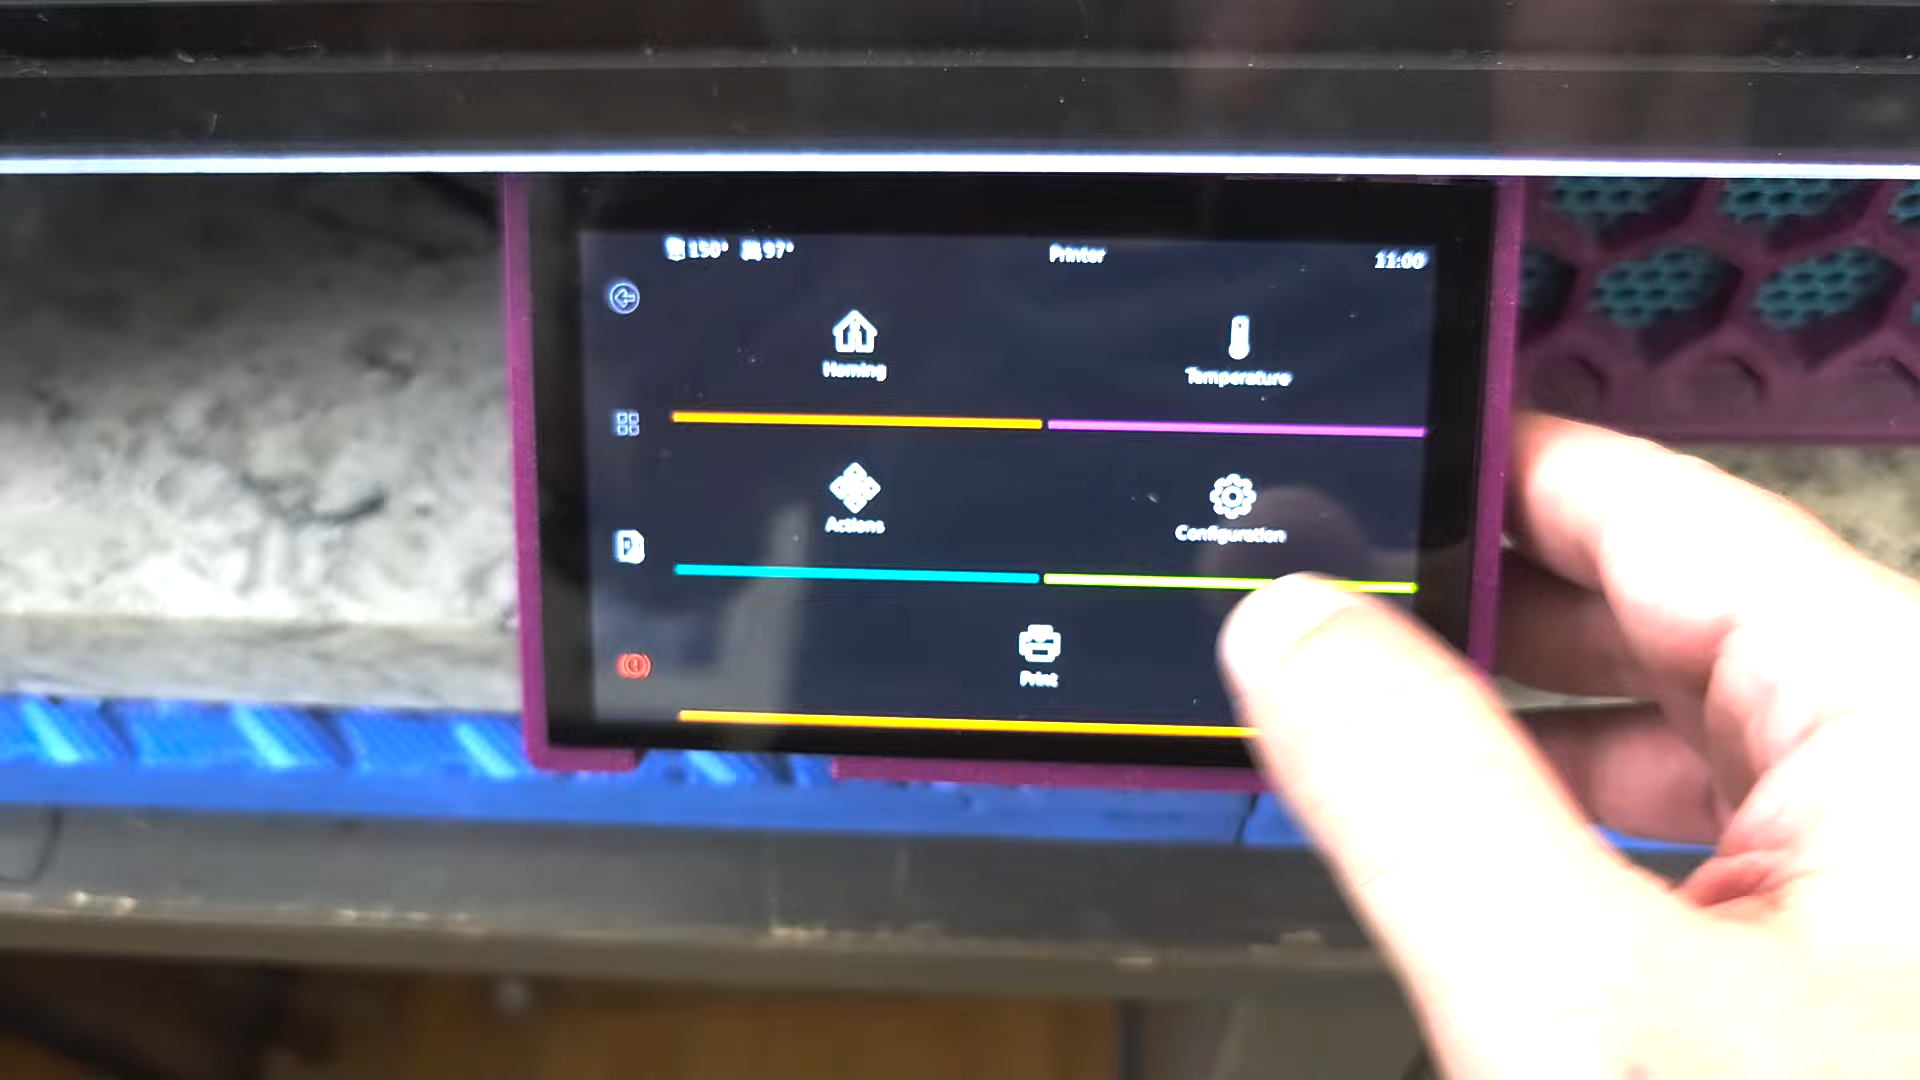 150° 97° Printer 11:00
Homing Temperature
Actions Configuration
Print